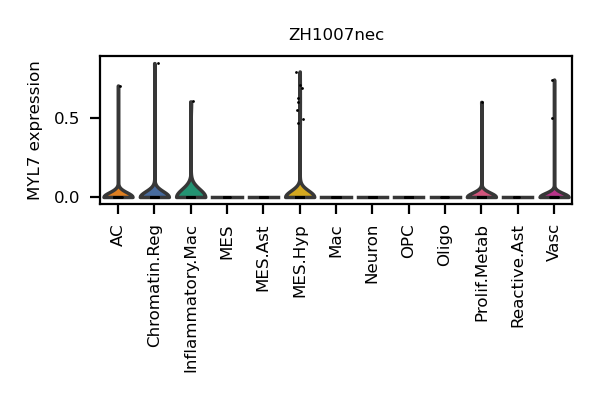 ZH1007nec
MYL7 expression
0.5
0.0
AC
Chromatin.Reg
Inflammatory.Mac
MES
MES.Ast
MES.Hyp
Mac
Neuron
OPC
Oligo
Prolif.Metab
Reactive.Ast
Vasc